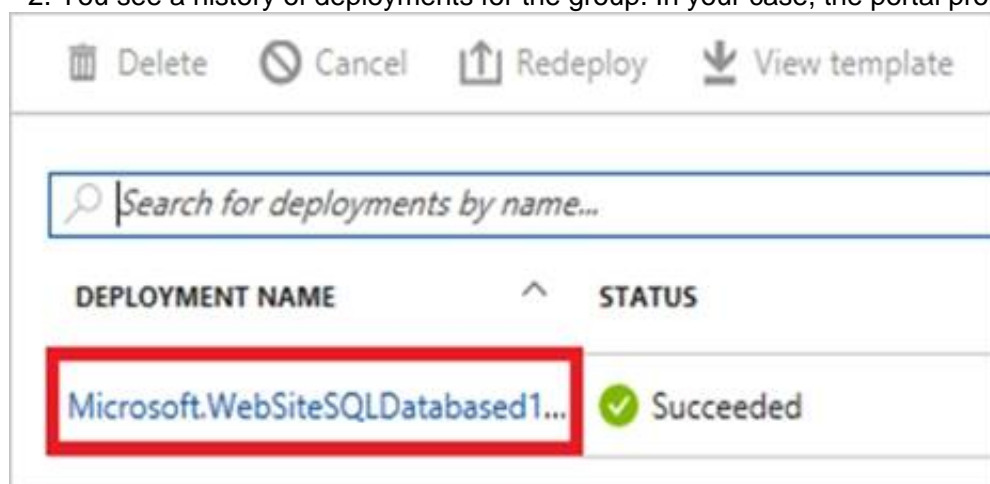 2. You see a history of deployments for the group. In your case, the portal pro
Delete Cancel Redeploy View template
Search for deployments by name...
DEPLOYMENT NAME STATUS
Microsoft.WebSiteSQLDatabased1... Succeeded